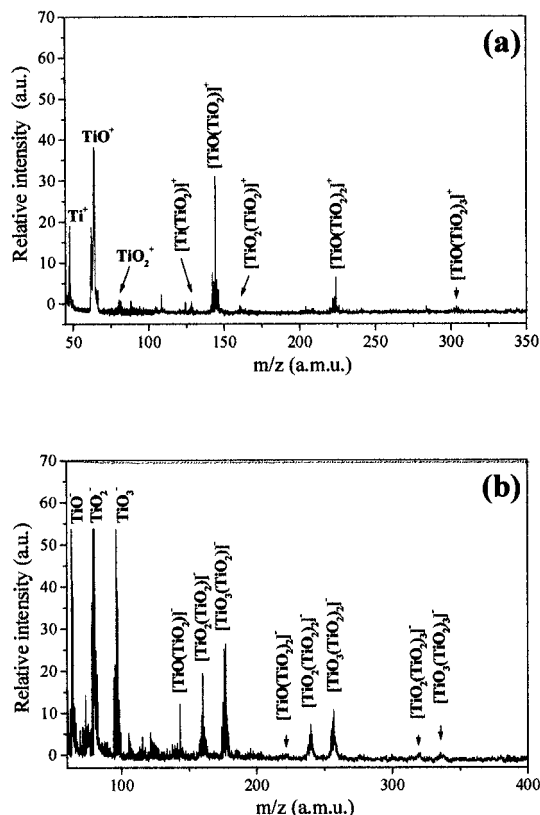 (a)
Relative intensity (a.u.)
70
60
50
40
30
20
10
0
Ti⁺
TiO⁺
TiO₂⁺
[Ti(TiO₂)]⁺
[TiO(TiO₂)]⁺
[TiO₂(TiO₂)]⁺
[TiO(TiO₂)₂]⁺
[TiO(TiO₂)₃]⁺
50 100 150 200 250 300 350
m/z (a.m.u.)
(b)
Relative intensity (a.u.)
70
60
50
40
30
20
10
0
TiO⁻
TiO₂⁻
TiO₃⁻
[TiO(TiO₂)]⁻
[TiO₂(TiO₂)]⁻
[TiO₃(TiO₂)]⁻
[TiO(TiO₂)₂]⁻
[TiO₂(TiO₂)₂]⁻
[TiO₃(TiO₂)₂]⁻
[TiO₂(TiO₂)₃]⁻
[TiO₃(TiO₂)₃]⁻
100 200 300 400
m/z (a.m.u.)